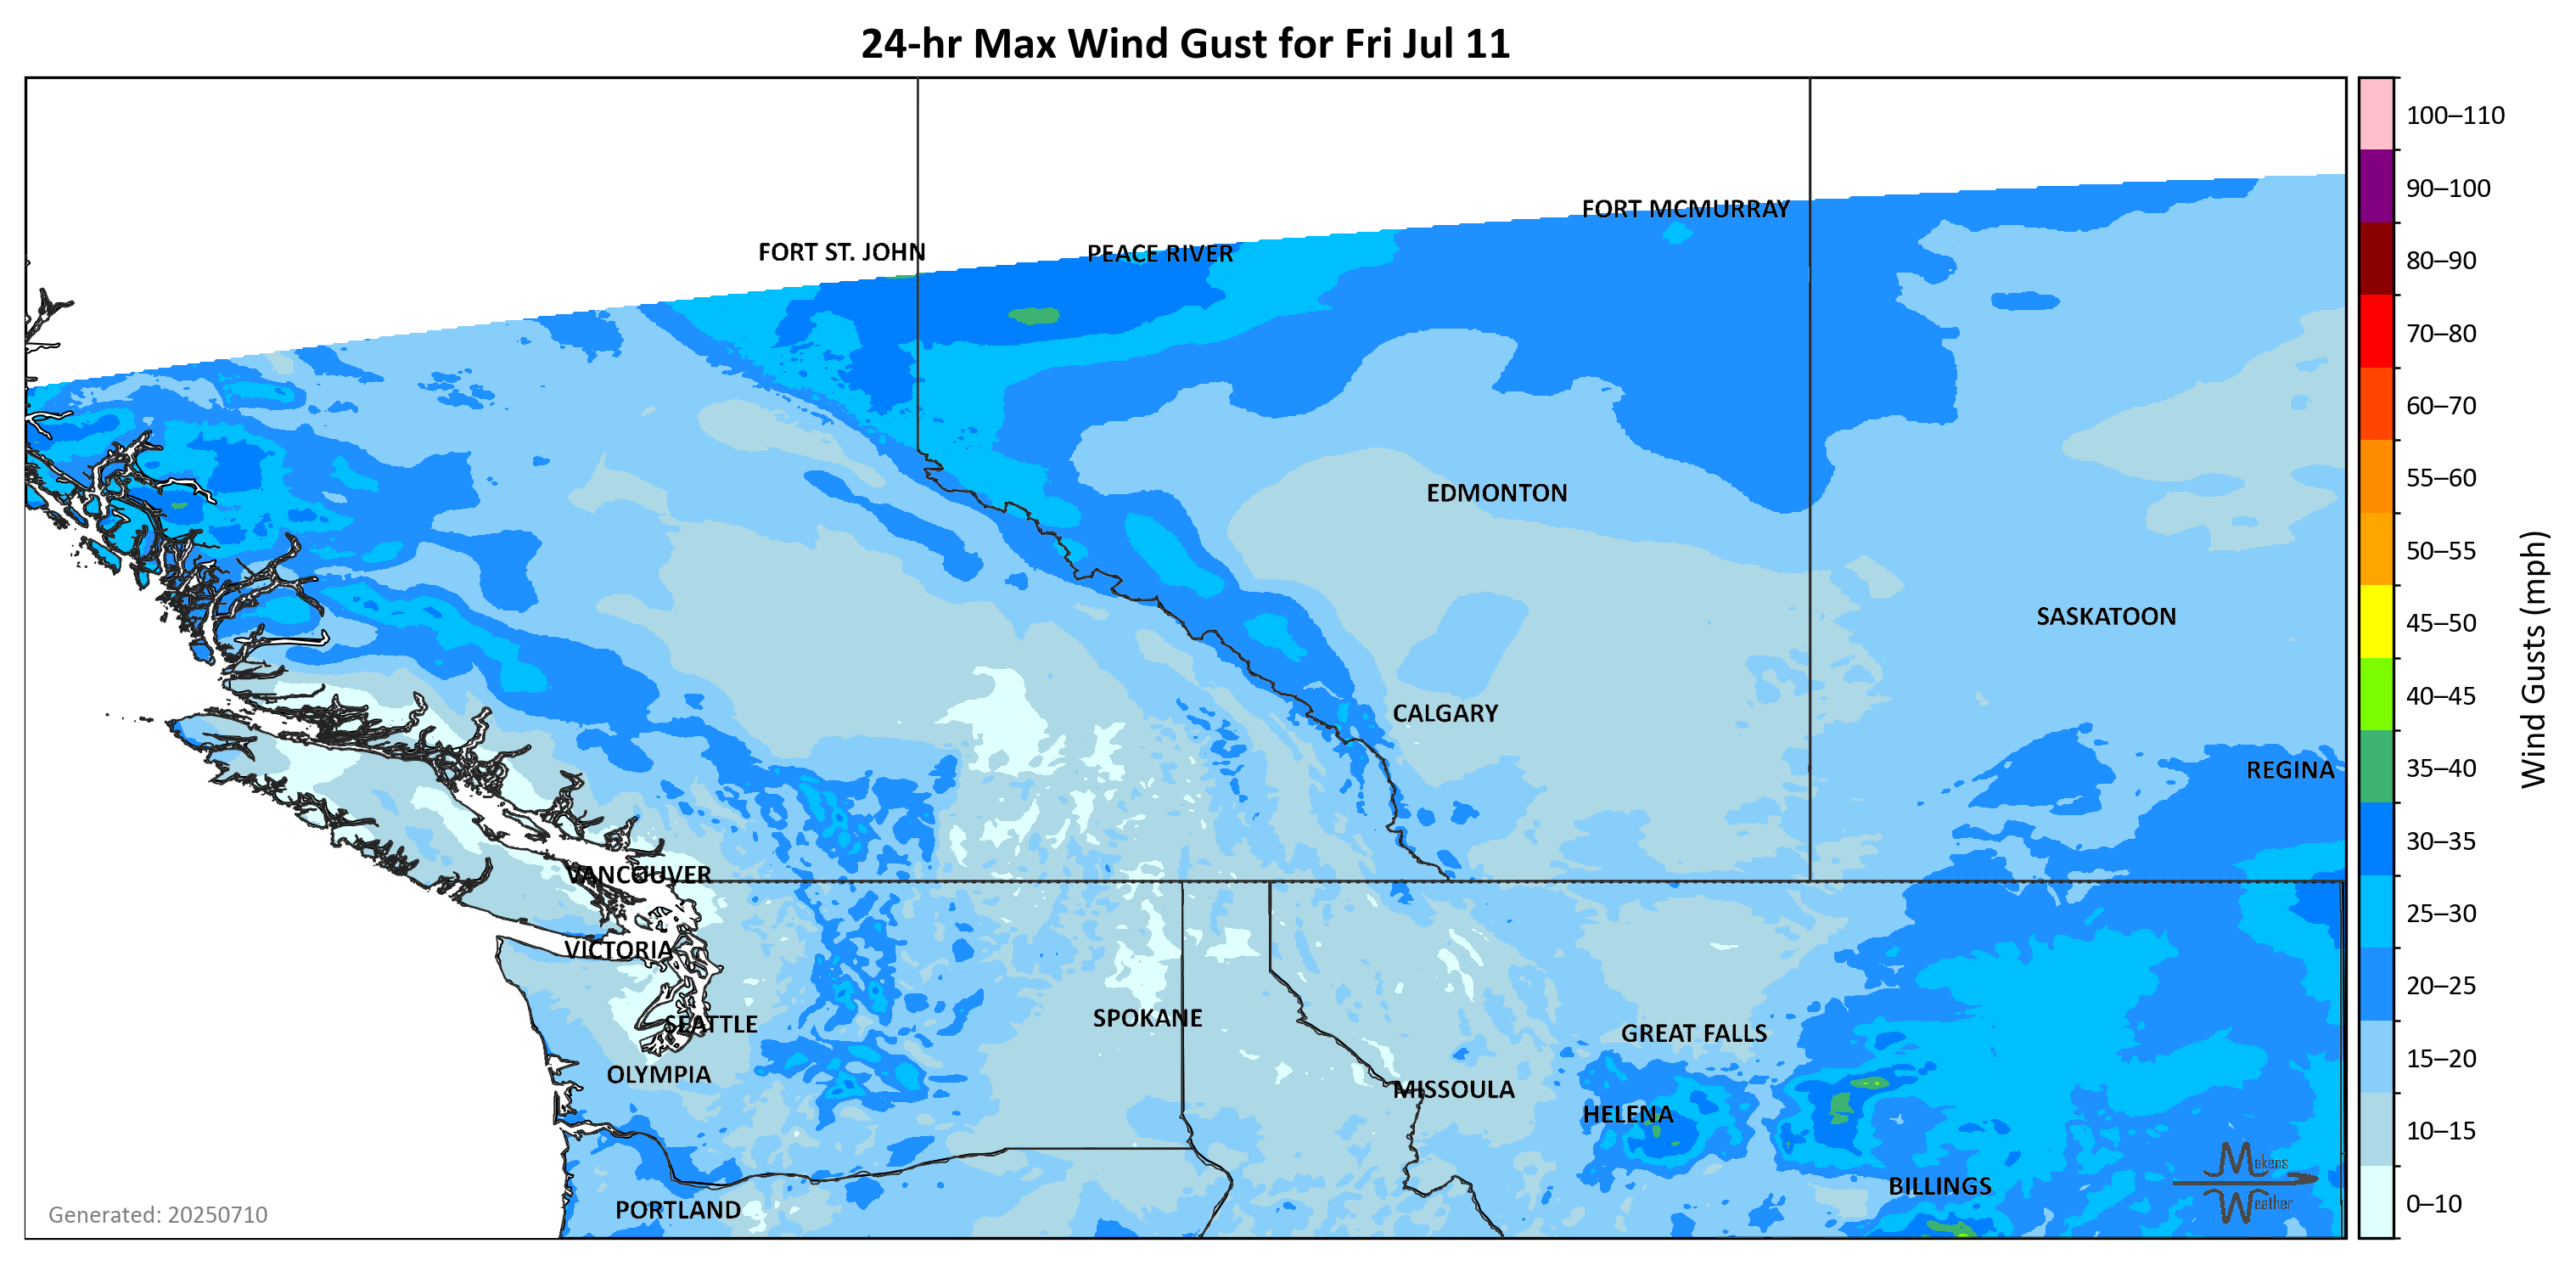 24-hr Max Wind Gust for Fri Jul 11
100–110
90–100
80–90
70–80
60–70
55–60
50–55
45–50
40–45
35–40
30–35
25–30
20–25
15–20
10–15
0–10
Wind Gusts (mph)
FORT MCMURRAY
FORT ST. JOHN
PEACE RIVER
EDMONTON
SASKATOON
CALGARY
REGINA
VANCOUVER
VICTORIA
SEATTLE
SPOKANE
GREAT FALLS
OLYMPIA
MISSOULA
HELENA
BILLINGS
PORTLAND
Makens
Weather
Generated: 20250710